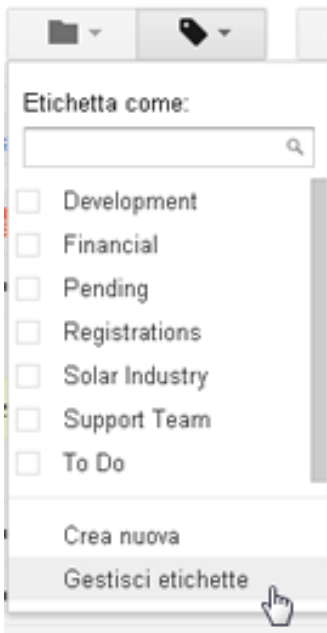 Etichetta come:
Development
Financial
Pending
Registrations
Solar Industry
Support Team
To Do
Crea nuova
Gestisci etichette